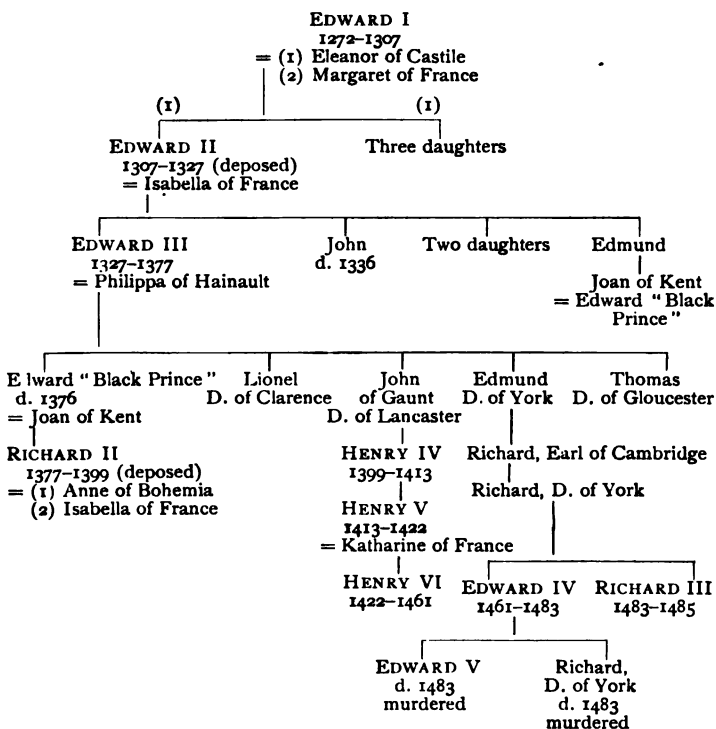 EDWARD I
1272–1307
= (1) Eleanor of Castile
(2) Margaret of France
(1) (1)
EDWARD II
1307–1327 (deposed)
= Isabella of France
Three daughters
EDWARD III
1327–1377
= Philippa of Hainault
John
d. 1336
Two daughters
Edmund
Joan of Kent
= Edward "Black
Prince"
E lward "Black Prince"
d. 1376
= Joan of Kent
Lionel
D. of Clarence
John
of Gaunt
D. of Lancaster
Edmund
D. of York
Thomas
D. of Gloucester
RICHARD II
1377–1399 (deposed)
= (1) Anne of Bohemia
(2) Isabella of France
HENRY IV
1399–1413
HENRY V
1413–1422
= Katharine of France
HENRY VI
1422–1461
Richard, Earl of Cambridge
Richard, D. of York
EDWARD IV
1461–1483
RICHARD III
1483–1485
EDWARD V
d. 1483
murdered
Richard,
D. of York
d. 1483
murdered